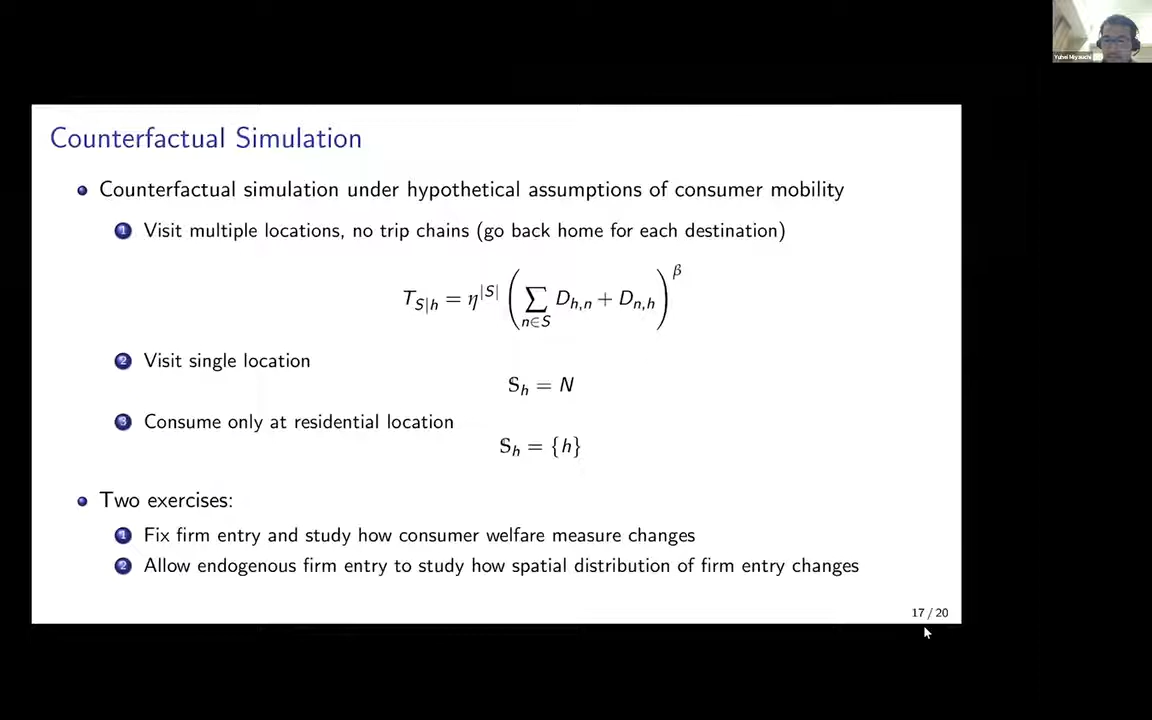 Yuhei Miyauchi
Counterfactual Simulation
Counterfactual simulation under hypothetical assumptions of consumer mobility
1 Visit multiple locations, no trip chains (go back home for each destination)
T_{S|h} = η^{|S|} ( ∑_{n∈S} D_{h,n} + D_{n,h} )^β
2 Visit single location
𝕊_h = N
3 Consume only at residential location
𝕊_h = {h}
Two exercises:
1 Fix firm entry and study how consumer welfare measure changes
2 Allow endogenous firm entry to study how spatial distribution of firm entry changes
17 / 20